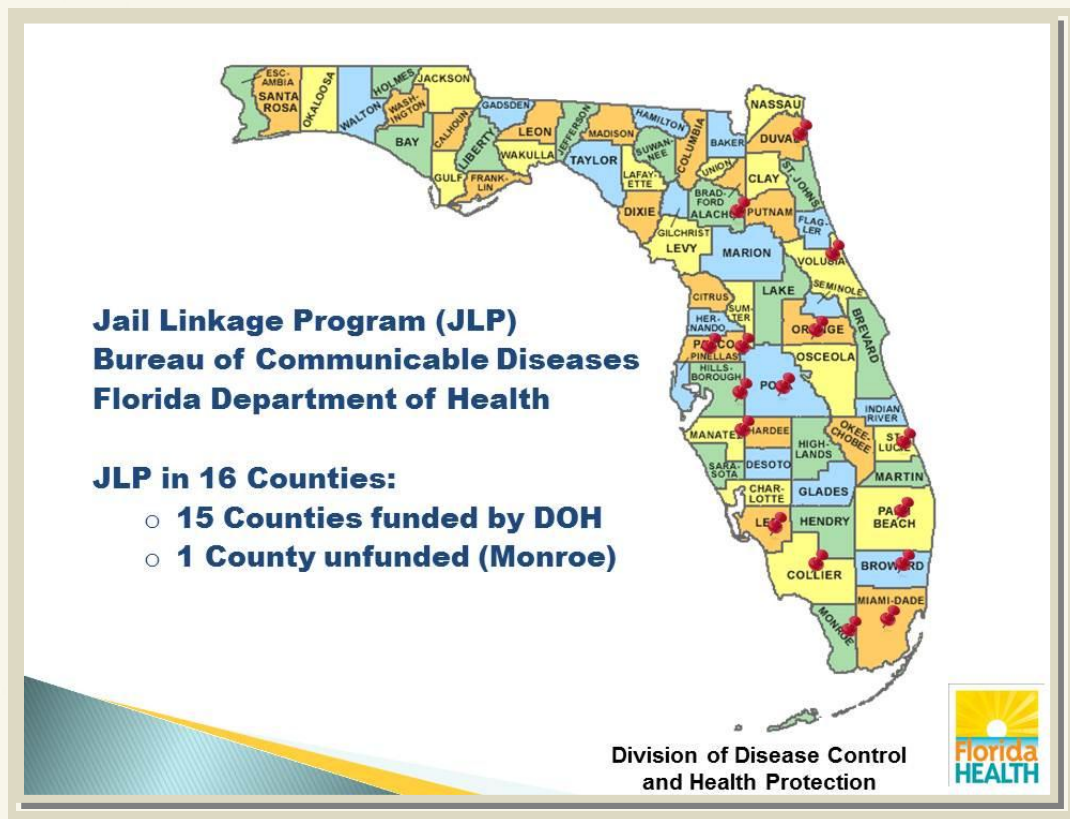 ESC-
AMBIA
SANTA
ROSA
OKALOOSA
WALTON
HOLMES
JACKSON
WASH-
INGTON
BAY
CALHOUN
GULF
GADSDEN
LIBERTY
FRANK-
LIN
LEON
WAKULLA
JEFFERSON
MADISON
TAYLOR
HAMILTON
SUWAN-
NEE
LAFAY-
ETTE
DIXIE
COLUMBIA
BAKER
UNION
BRAD-
FORD
GILCHRIST
LEVY
NASSAU
CLAY
ST. JOHNS
PUTNAM
FLAG-
LER
MARION
VOLUSIA
LAKE
SEMINOLE
CITRUS
SUM-
TER
HER-
NANDO
ORANGE
BREVARD
PINELLAS
OSCEOLA
HILLS-
BOROUGH
INDIAN
RIVER
MANATEE
HARDEE
HIGH-
LANDS
OKEE-
CHOBEE
ST.
LUCIE
SARA-
SOTA
DESOTO
MARTIN
CHAR-
LOTTE
GLADES
HENDRY
BEACH
COLLIER
BROWARD
MONROE
MIAMI-DADE
Jail Linkage Program (JLP)
Bureau of Communicable Diseases
Florida Department of Health
JLP in 16 Counties:
o 15 Counties funded by DOH
o 1 County unfunded (Monroe)
Division of Disease Control
and Health Protection
Florida
HEALTH